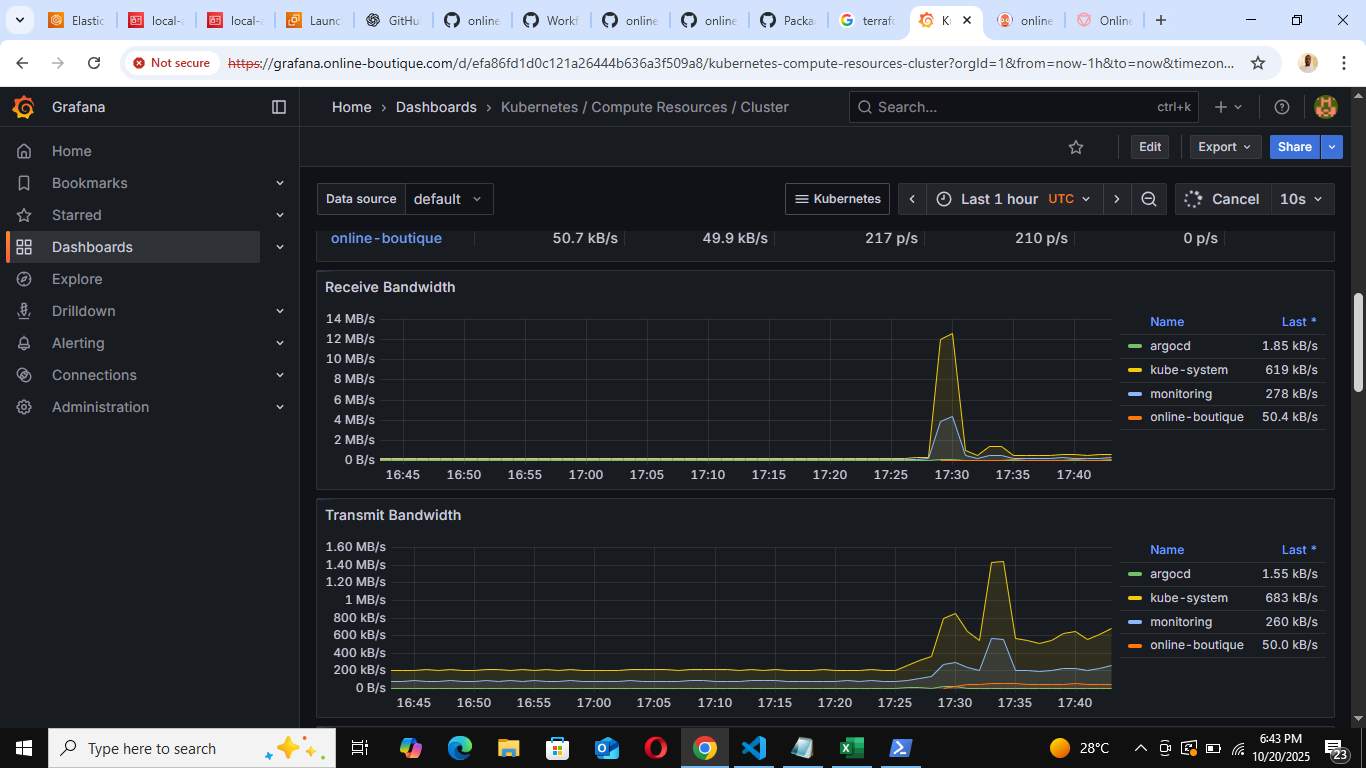 Elastic
local-a
local-a
Launc
GitHu
online
Workf
online
online
Packa
terrafo
K
online
Online
Not secure
https://grafana.online-boutique.com/d/efa86fd1d0c121a26444b636a3f509a8/kubernetes-compute-resources-cluster?orgId=1&from=now-1h&to=now&timezon...
Grafana
Home › Dashboards › Kubernetes / Compute Resources / Cluster
Search... ctrl+k
Edit Export Share
Home
Bookmarks
Starred
Dashboards
Explore
Drilldown
Alerting
Connections
Administration
Data source default Kubernetes Last 1 hour UTC Cancel 10s
online-boutique 50.7 kB/s 49.9 kB/s 217 p/s 210 p/s 0 p/s
Receive Bandwidth
14 MB/s
12 MB/s
10 MB/s
8 MB/s
6 MB/s
4 MB/s
2 MB/s
0 B/s
16:45 16:50 16:55 17:00 17:05 17:10 17:15 17:20 17:25 17:30 17:35 17:40
Name Last *
argocd 1.85 kB/s
kube-system 619 kB/s
monitoring 278 kB/s
online-boutique 50.4 kB/s
Transmit Bandwidth
1.60 MB/s
1.40 MB/s
1.20 MB/s
1 MB/s
800 kB/s
600 kB/s
400 kB/s
200 kB/s
0 B/s
16:45 16:50 16:55 17:00 17:05 17:10 17:15 17:20 17:25 17:30 17:35 17:40
Name Last *
argocd 1.55 kB/s
kube-system 683 kB/s
monitoring 260 kB/s
online-boutique 50.0 kB/s
Type here to search
28°C
6:43 PM
10/20/2025
23